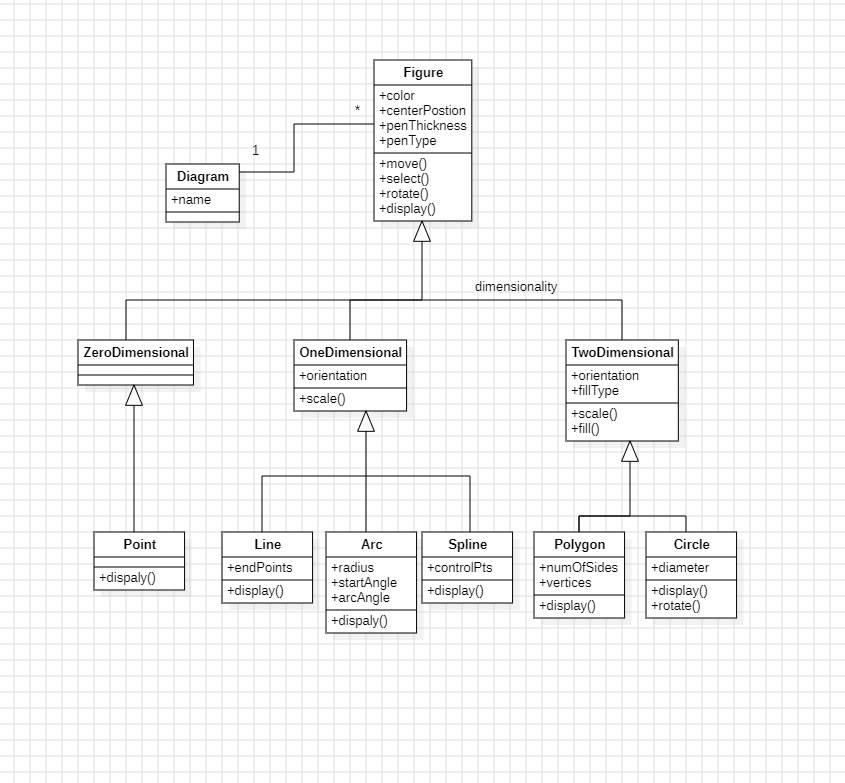 Figure
+color
+centerPostion
+penThickness
+penType
+move()
+select()
+rotate()
+display()
*
1
Diagram
+name
dimensionality
ZeroDimensional
OneDimensional
+orientation
+scale()
TwoDimensional
+orientation
+fillType
+scale()
+fill()
Point
+dispaly()
Line
+endPoints
+display()
Arc
+radius
+startAngle
+arcAngle
+dispaly()
Spline
+controlPts
+display()
Polygon
+numOfSides
+vertices
+display()
Circle
+diameter
+display()
+rotate()